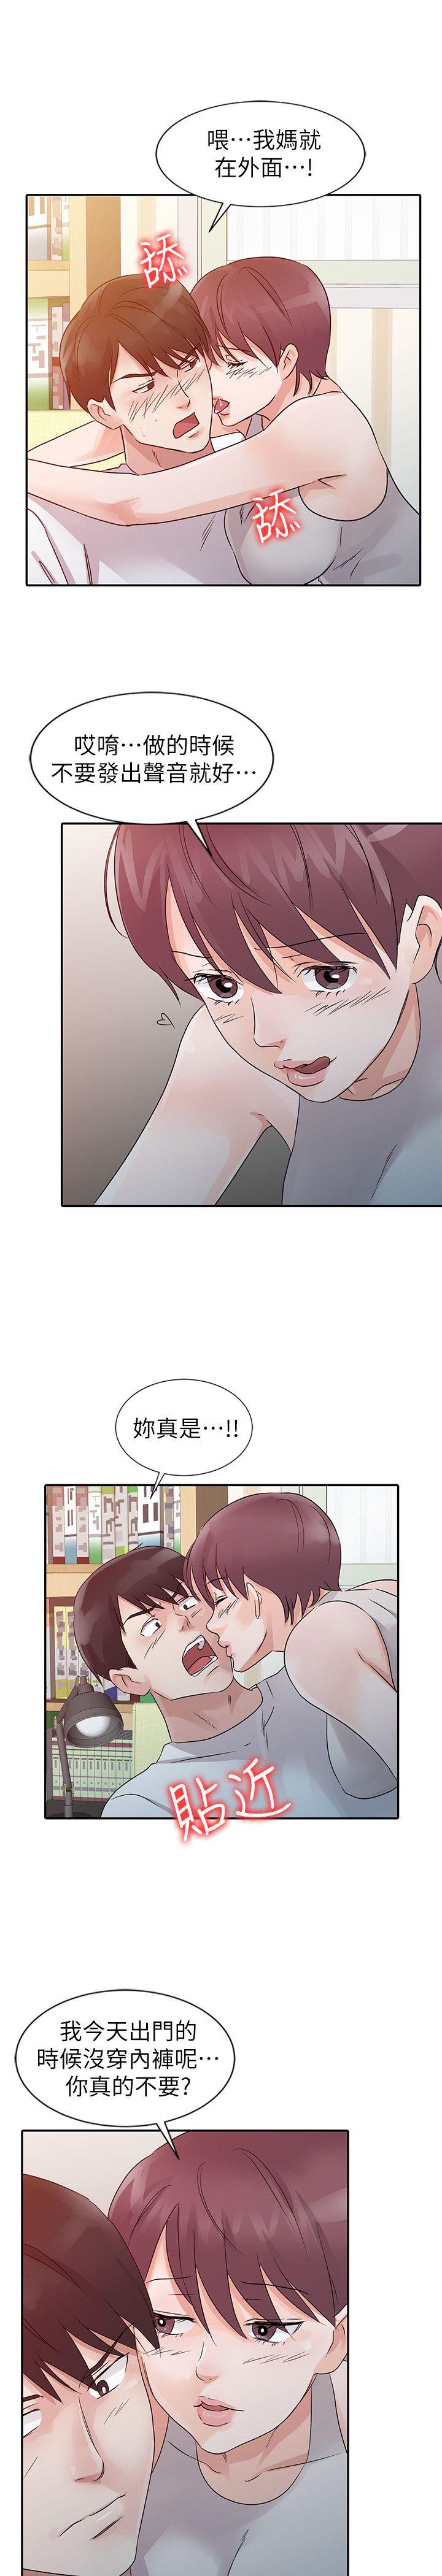 喂…我媽就
在外面…!
舔
舔
哎唷…做的時候
不要發出聲音就好…
妳真是…!!
貼近
我今天出門的
時候沒穿內褲呢…
你真的不要?